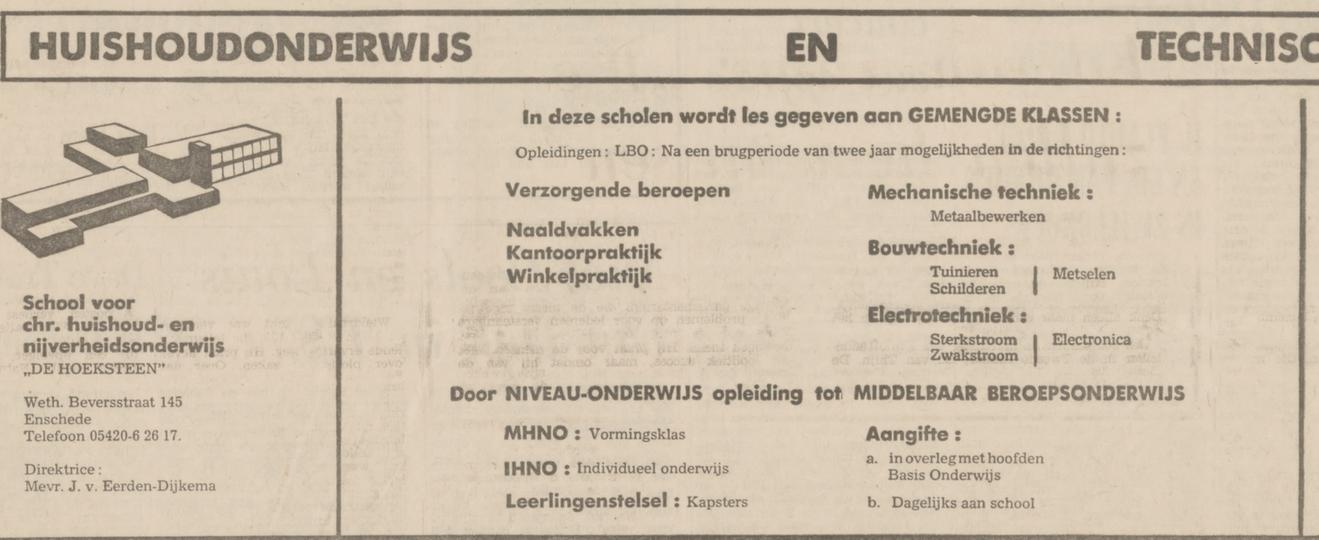 HUISHOUDONDERWIJS EN TECHNISC
School voor
chr. huishoud- en
nijverheidsonderwijs
„DE HOEKSTEEN”
Weth. Beversstraat 145
Enschede
Telefoon 05420-6 26 17.
Direktrice :
Mevr. J. v. Eerden-Dijkema
In deze scholen wordt les gegeven aan GEMENGDE KLASSEN :
Opleidingen : LBO : Na een brugperiode van twee jaar mogelijkheden in de richtingen :
Verzorgende beroepen
Naaldvakken
Kantoorpraktijk
Winkelpraktijk
Mechanische techniek :
Metaalbewerken
Bouwtechniek :
Tuinieren Metselen
Schilderen
Electrotechniek :
Sterkstroom Electronica
Zwakstroom
Door NIVEAU-ONDERWIJS opleiding tot MIDDELBAAR BEROEPSONDERWIJS
MHNO : Vormingsklas
IHNO : Individueel onderwijs
Leerlingenstelsel : Kapsters
Aangifte :
a. in overleg met hoofden
Basis Onderwijs
b. Dagelijks aan school